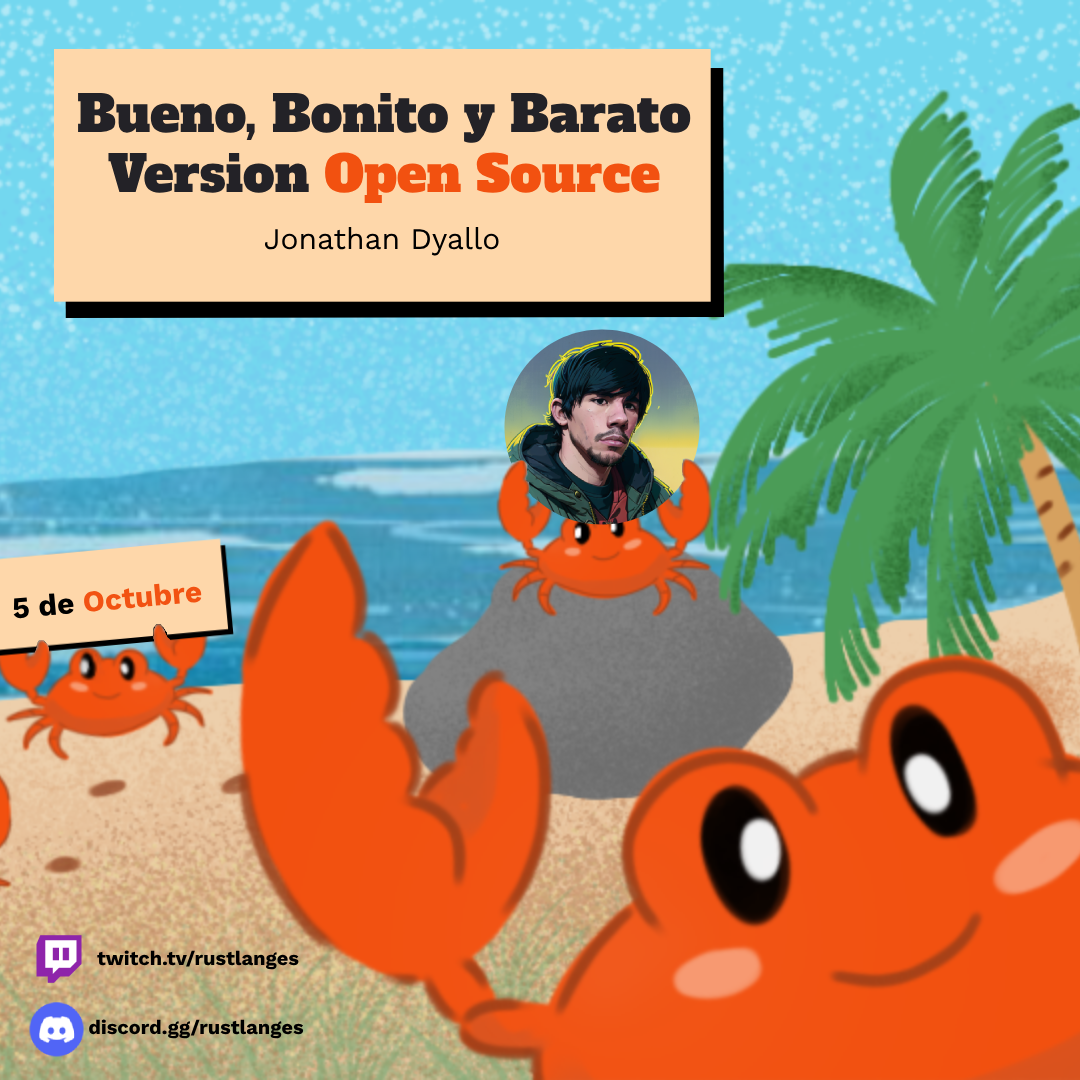 Bueno, Bonito y Barato
Version Open Source
Jonathan Dyallo
5 de Octubre
twitch.tv/rustlanges
discord.gg/rustlanges